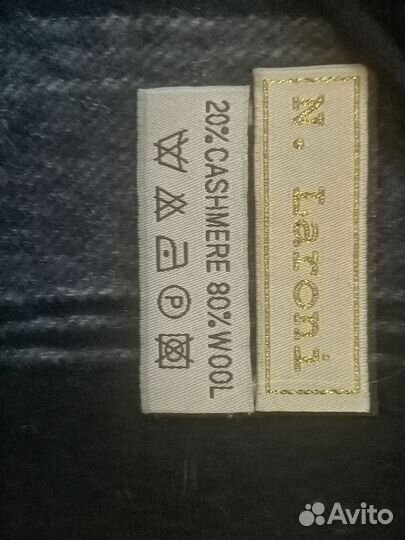 N. Laroni
20% CASHMERE 80% WOOL
P
Avito